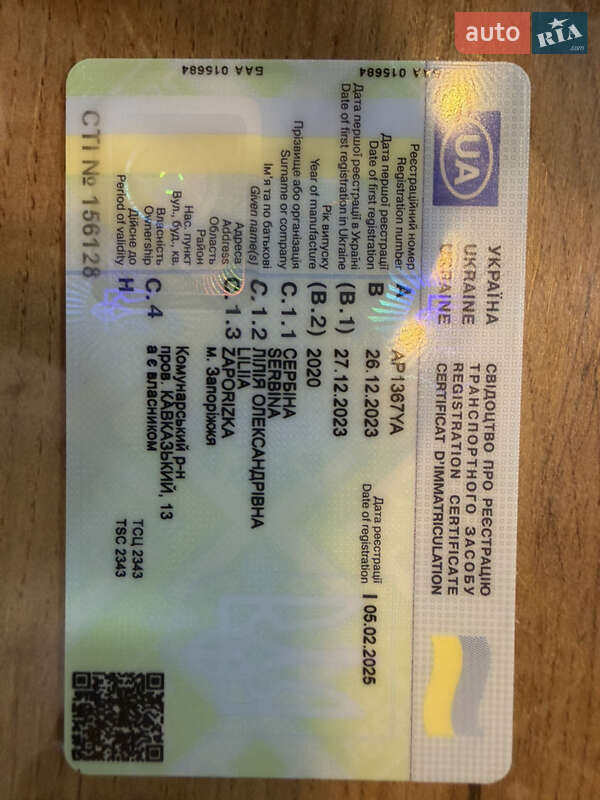 auto RIA .com
БАА 015684
БАА 015684
UA
УКРАЇНА
UKRAINE
UKRAINE
СВІДОЦТВО ПРО РЕЄСТРАЦІЮ
ТРАНСПОРТНОГО ЗАСОБУ
REGISTRATION CERTIFICATE
CERTIFICAT D'IMMATRICULATION
Реєстраційний номер
Registration number A AP1367YA
Дата першої реєстрації
Date of first registration B 26.12.2023
Дата реєстрації
Date of registration I 05.02.2025
Дата першої реєстрації в Україні
Date of first registration in Ukraine (B.1) 27.12.2023
Рік випуску
Year of manufacture (B.2) 2020
Прізвище або організація
Surname or company C.1.1 СЕРБІНА
SERBINA
Ім'я та по батькові
Given name(s) C.1.2 ЛІЛІЯ ОЛЕКСАНДРІВНА
LILIIA
Адреса
Address C.1.3 ZAPORIZKA
Область м. Запоріжжя
Район
Нас. пункт Комунарський р-н
Вул., буд., кв. пров. КАВКАЗЬКИЙ, 13
Власність
Ownership C.4 а є власником
Дійсне до
Period of validity H
ТСЦ 2343
TSC 2343
СТІ № 156128